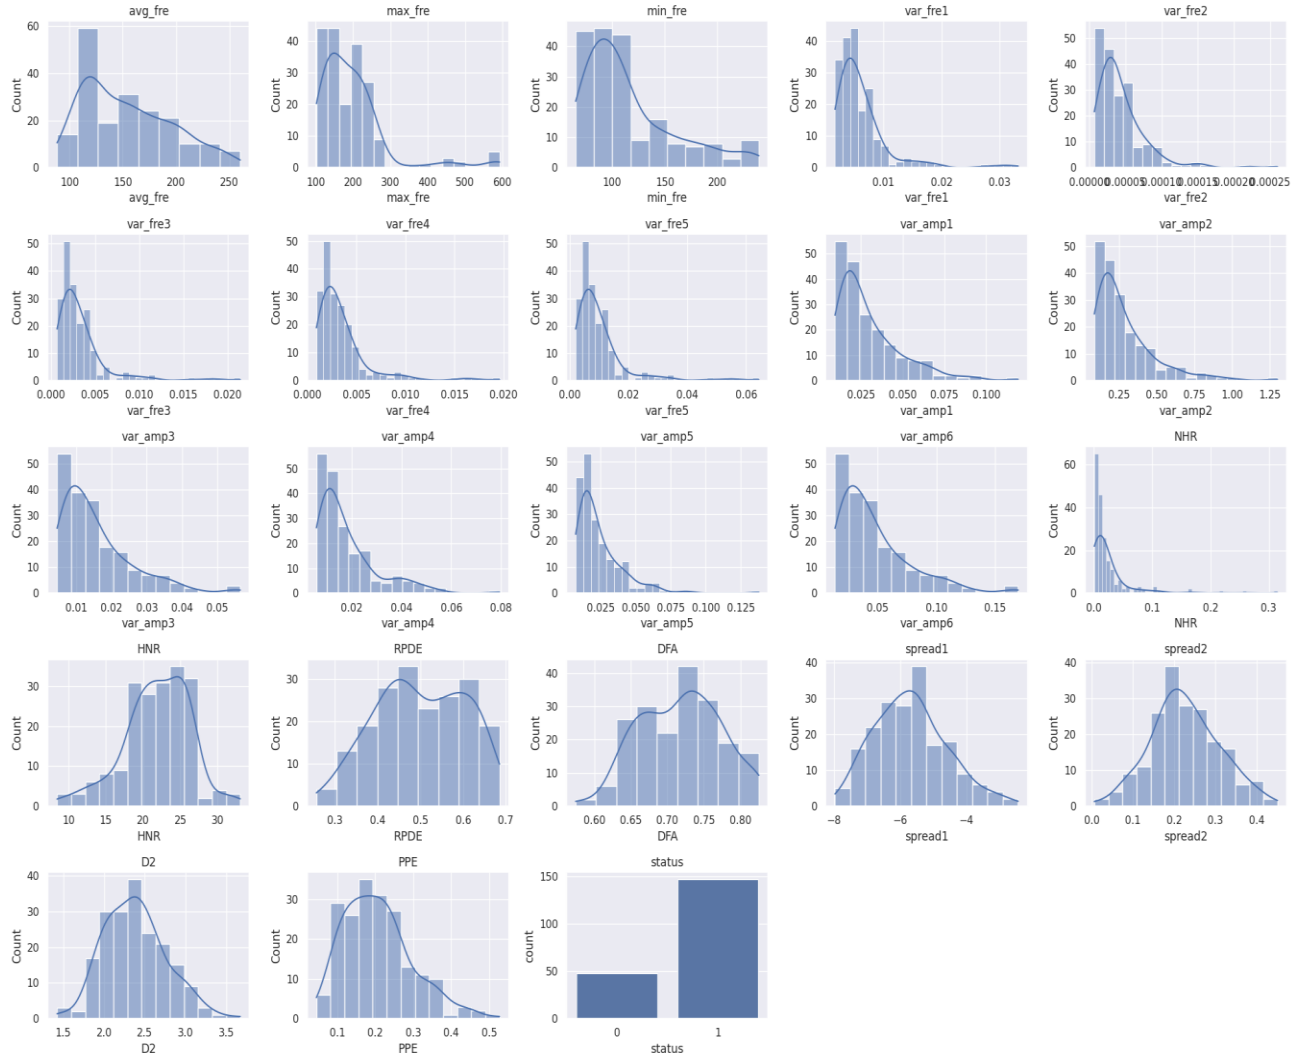 avg_fre
max_fre
min_fre
var_fre1
var_fre2
Count
60
40
20
0
100 150 200 250
avg_fre
Count
40
30
20
10
0
100 200 300 400 500 600
max_fre
Count
40
30
20
10
0
100 150 200
min_fre
Count
40
30
20
10
0
0.01 0.02 0.03
var_fre1
Count
50
40
30
20
10
0
0.00000 0.00005 0.00010 0.00015 0.00020 0.00025
var_fre2
var_fre3
var_fre4
var_fre5
var_amp1
var_amp2
Count
50
40
30
20
10
0
0.000 0.005 0.010 0.015 0.020
var_fre3
Count
50
40
30
20
10
0
0.000 0.005 0.010 0.015 0.020
var_fre4
Count
50
40
30
20
10
0
0.00 0.02 0.04 0.06
var_fre5
Count
50
40
30
20
10
0
0.025 0.050 0.075 0.100
var_amp1
Count
50
40
30
20
10
0
0.25 0.50 0.75 1.00 1.25
var_amp2
var_amp3
var_amp4
var_amp5
var_amp6
NHR
Count
50
40
30
20
10
0
0.01 0.02 0.03 0.04 0.05
var_amp3
Count
50
40
30
20
10
0
0.02 0.04 0.06 0.08
var_amp4
Count
50
40
30
20
10
0
0.025 0.050 0.075 0.100 0.125
var_amp5
Count
50
40
30
20
10
0
0.05 0.10 0.15
var_amp6
Count
60
40
20
0
0.0 0.1 0.2 0.3
NHR
HNR
RPDE
DFA
spread1
spread2
Count
30
20
10
0
10 15 20 25 30
HNR
Count
30
20
10
0
0.3 0.4 0.5 0.6 0.7
RPDE
Count
40
30
20
10
0
0.60 0.65 0.70 0.75 0.80
DFA
Count
40
30
20
10
0
−8 −6 −4
spread1
Count
40
30
20
10
0
0.0 0.1 0.2 0.3 0.4
spread2
D2
PPE
status
Count
40
30
20
10
0
1.5 2.0 2.5 3.0 3.5
D2
Count
30
20
10
0
0.1 0.2 0.3 0.4 0.5
PPE
count
150
100
50
0
0 1
status